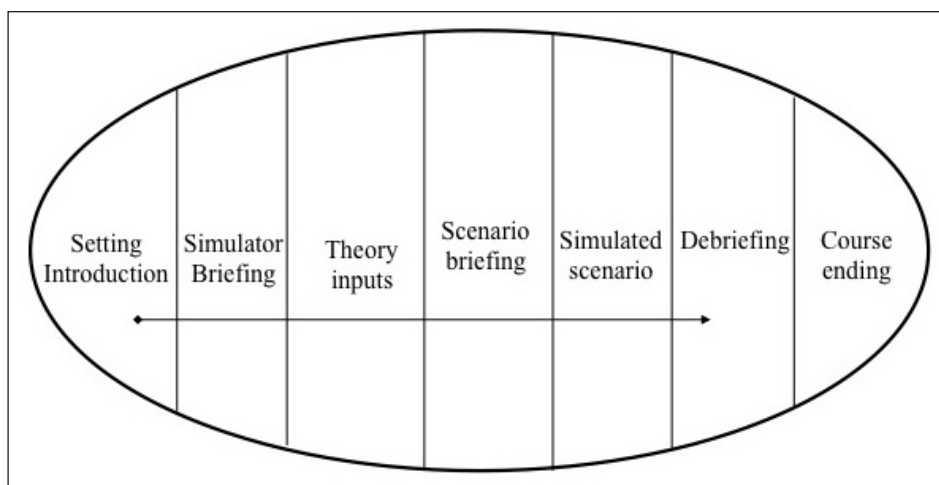 Setting
Introduction
Simulator
Briefing
Theory
inputs
Scenario
briefing
Simulated
scenario
Debriefing
Course
ending